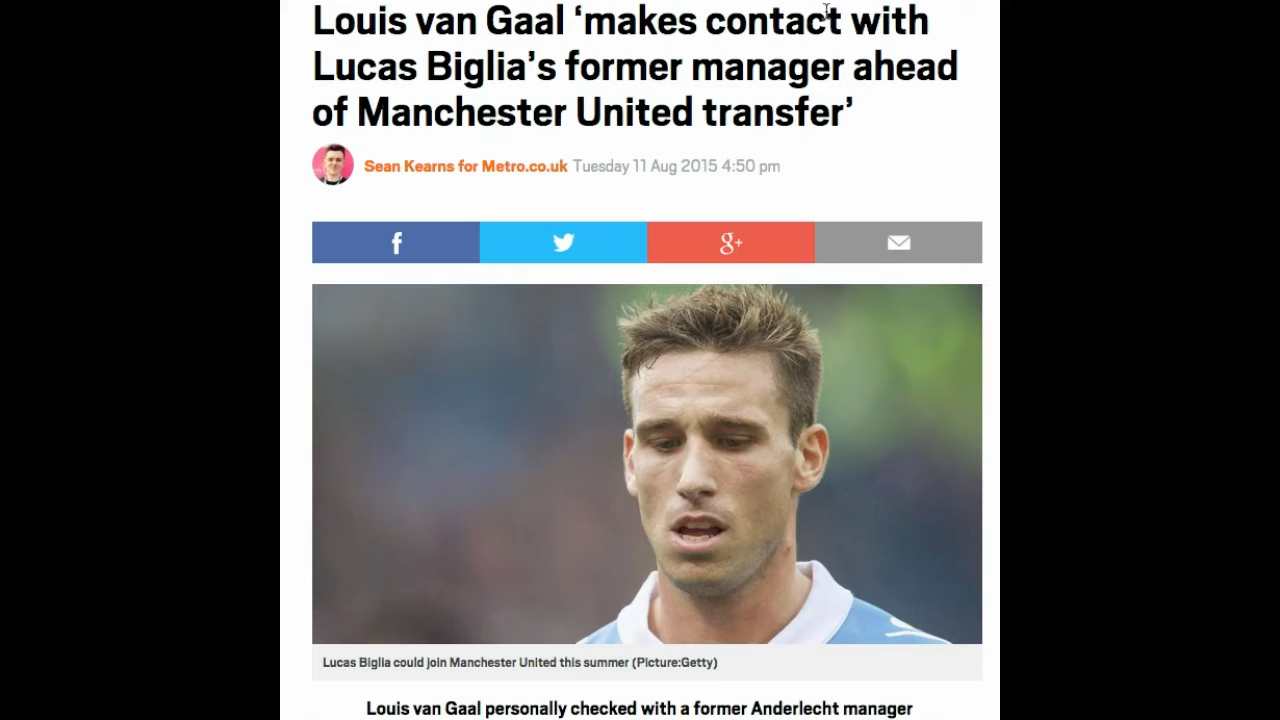 Louis van Gaal ‘makes contact with
Lucas Biglia’s former manager ahead
of Manchester United transfer’
Sean Kearns for Metro.co.uk Tuesday 11 Aug 2015 4:50 pm
f
g+
Lucas Biglia could join Manchester United this summer (Picture:Getty)
Louis van Gaal personally checked with a former Anderlecht manager